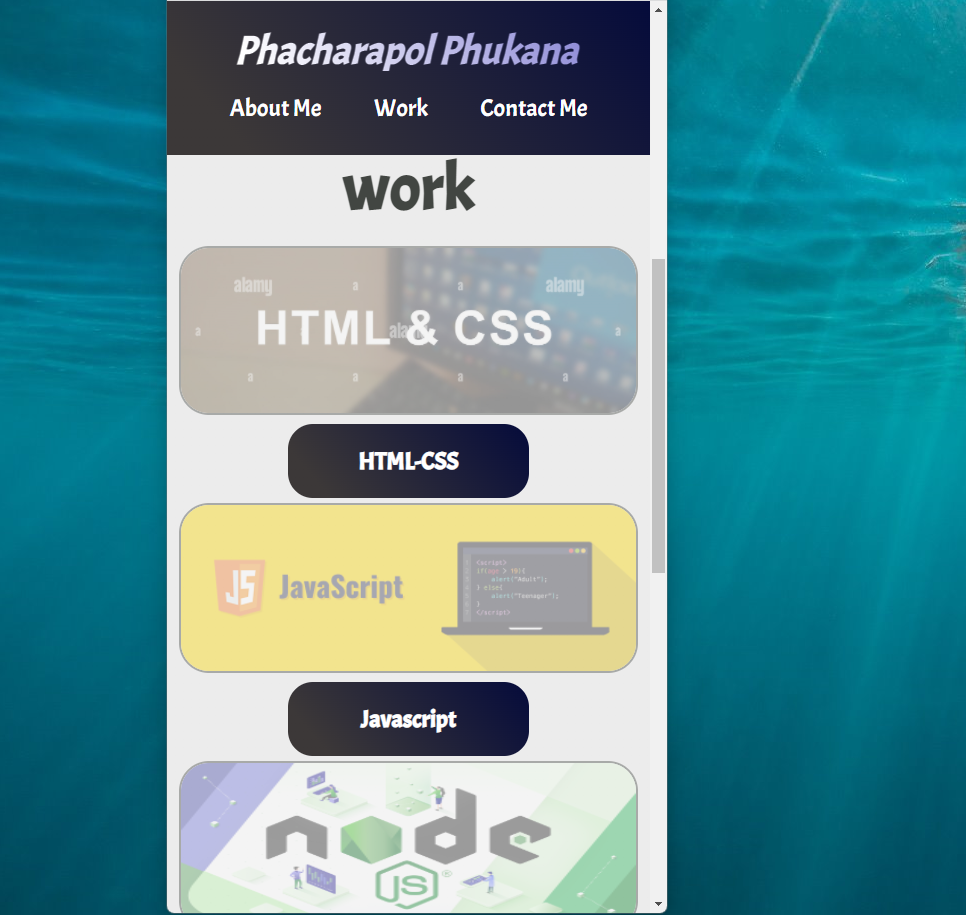 Phacharapol Phukana
About Me Work Contact Me
work
alamy a a alamy
a HTML & CSS a
a a a a
HTML-CSS
JS JavaScript
<script>
if(age > 19){
alert("Adult");
} else{
alert("Teenager");
}
</script>
Javascript
node
JS®